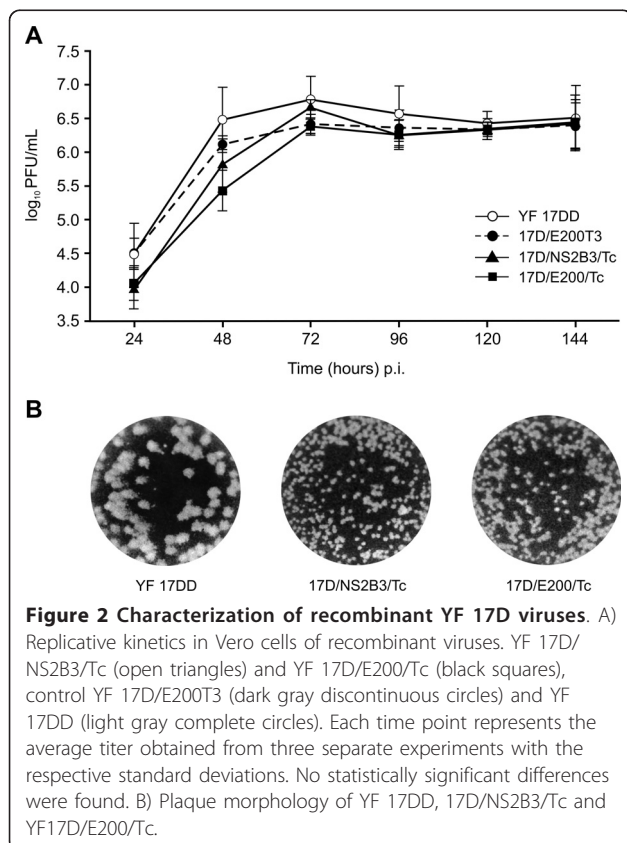 A
7.5
7.0
6.5
6.0
5.5
5.0
4.5
4.0
3.5
log10 PFU/mL
YF 17DD
17D/E200T3
17D/NS2B3/Tc
17D/E200/Tc
24 48 72 96 120 144
Time (hours) p.i.
B
YF 17DD 17D/NS2B3/Tc 17D/E200/Tc
Figure 2 Characterization of recombinant YF 17D viruses. A)
Replicative kinetics in Vero cells of recombinant viruses. YF 17D/
NS2B3/Tc (open triangles) and YF 17D/E200/Tc (black squares),
control YF 17D/E200T3 (dark gray discontinuous circles) and YF
17DD (light gray complete circles). Each time point represents the
average titer obtained from three separate experiments with the
respective standard deviations. No statistically significant differences
were found. B) Plaque morphology of YF 17DD, 17D/NS2B3/Tc and
YF17D/E200/Tc.